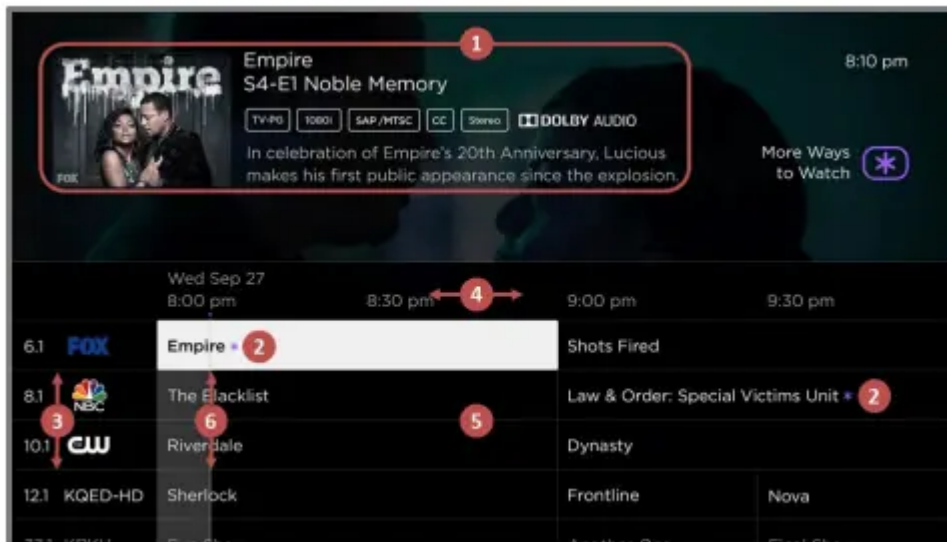 1
Empire
Empire
S4-E1 Noble Memory
8:10 pm
TV-PG 1080I SAP/MTSC CC Stereo DOLBY AUDIO
In celebration of Empire's 20th Anniversary, Lucious
makes his first public appearance since the explosion.
FOX
More Ways
to Watch
Wed Sep 27
8:00 pm 8:30 pm 4 9:00 pm 9:30 pm
6.1 FOX Empire * 2 Shots Fired
8.1 NBC The Blacklist Law & Order: Special Victims Unit * 2
3 6 5
10.1 CW Riverdale Dynasty
12.1 KQED-HD Sherlock Frontline Nova